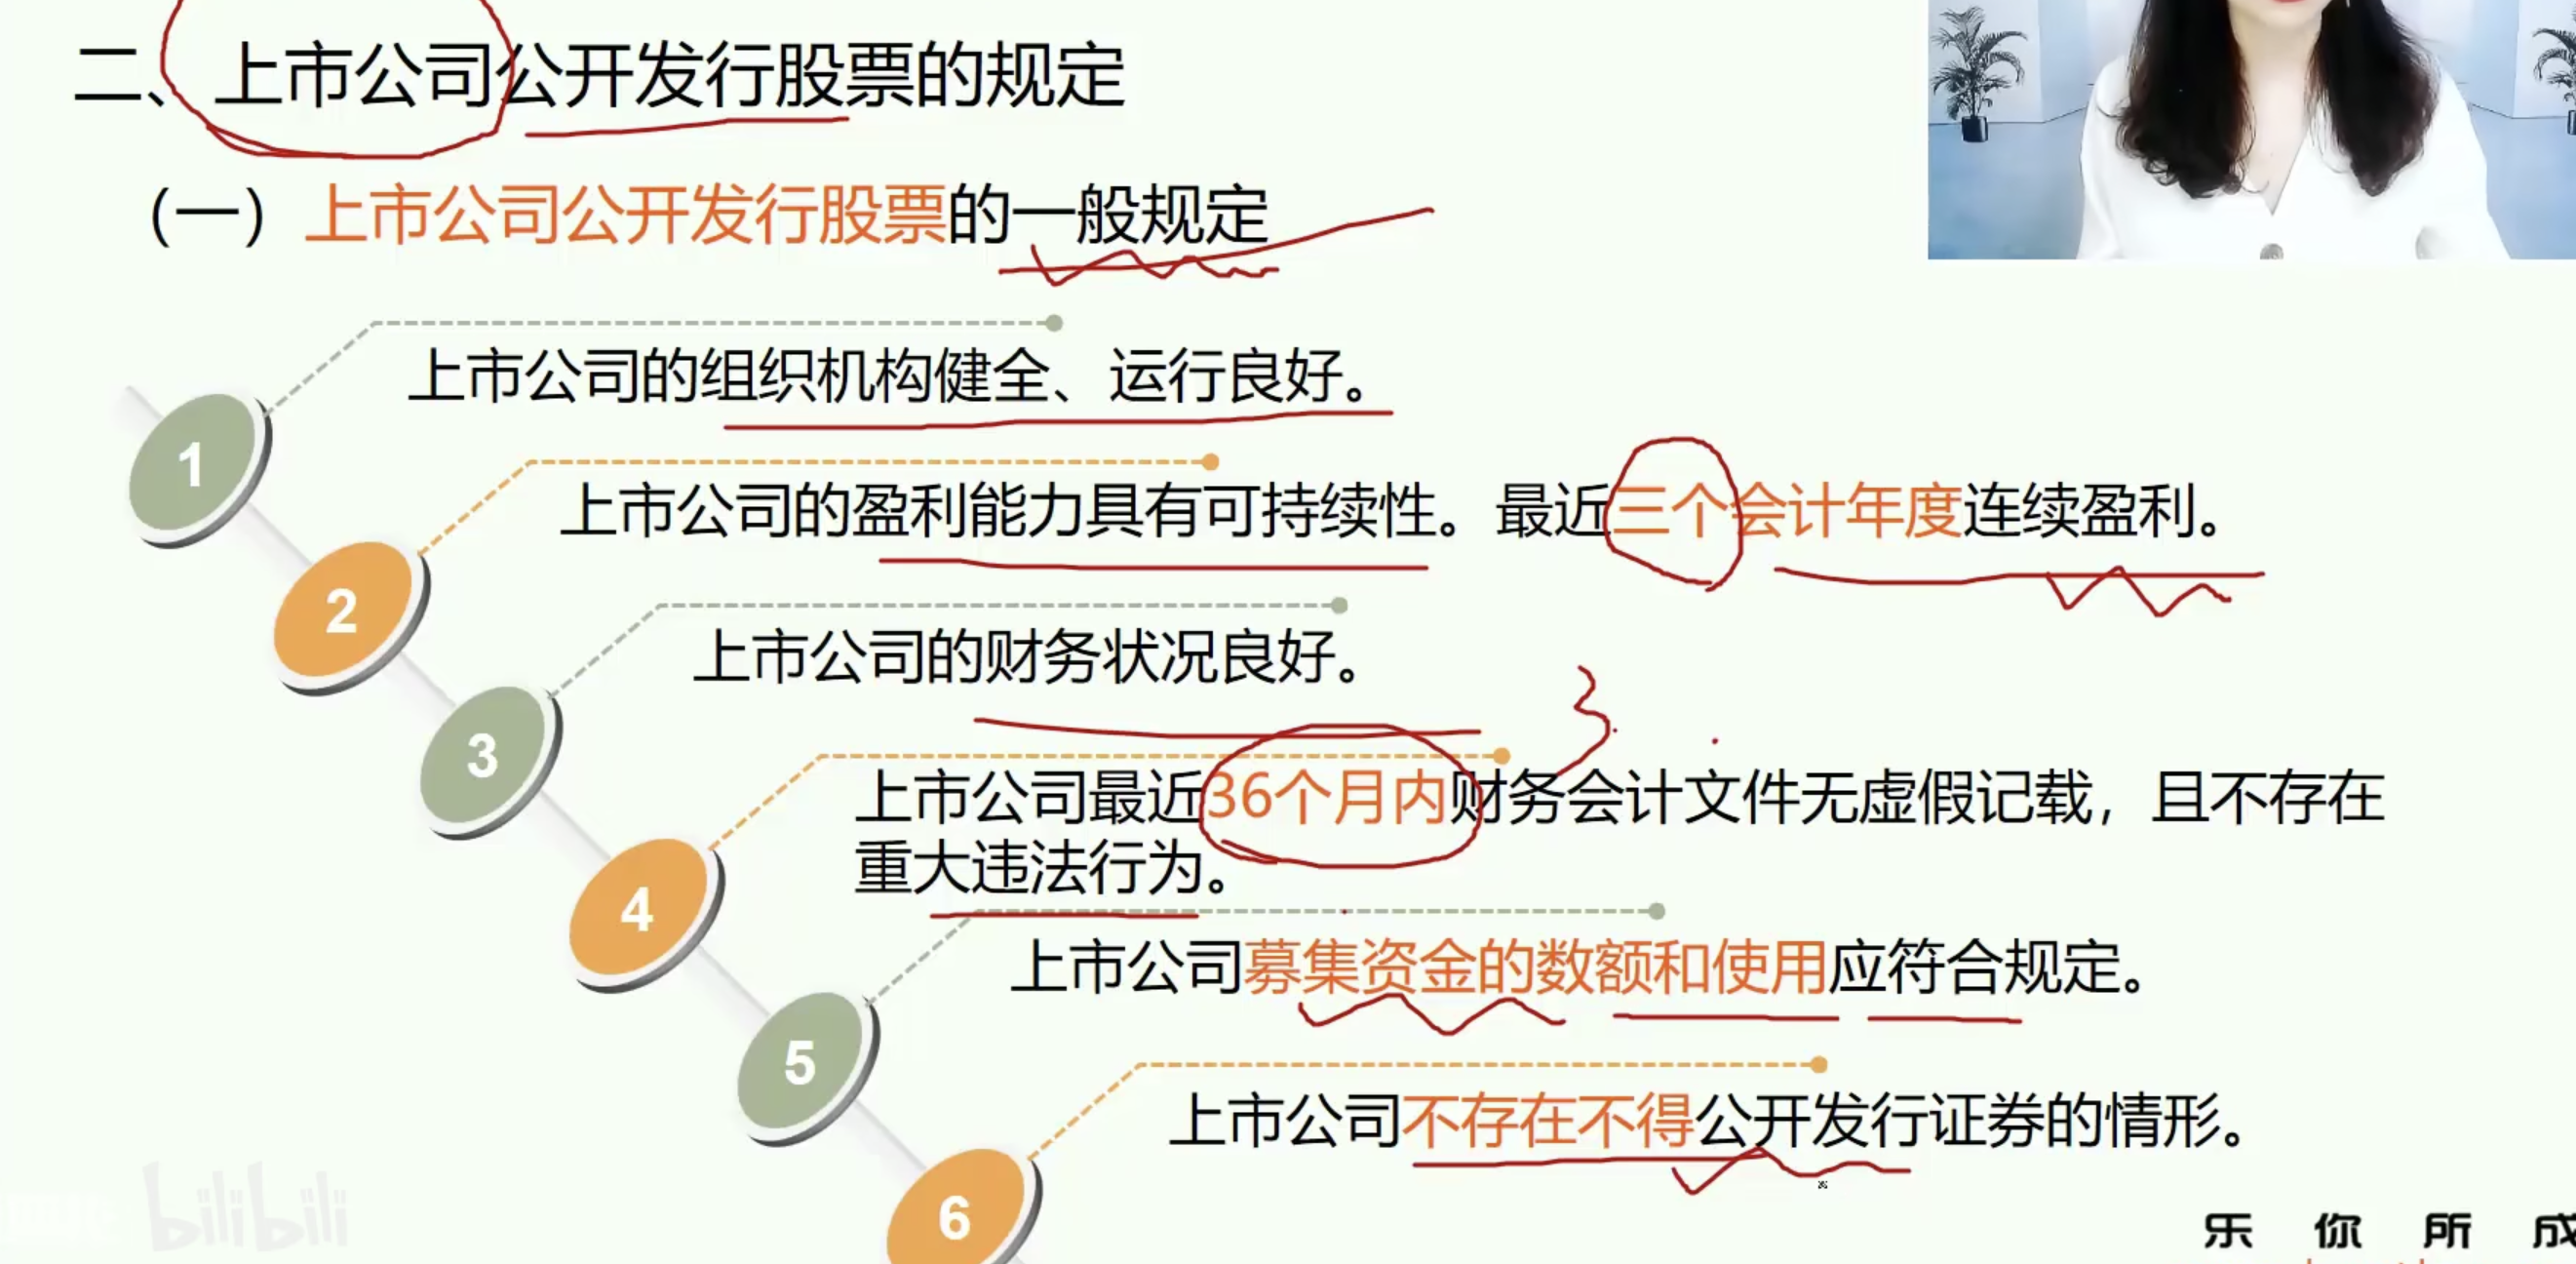 二、上市公司公开发行股票的规定
（一）上市公司公开发行股票的一般规定
1
上市公司的组织机构健全、运行良好。
2
上市公司的盈利能力具有可持续性。最近三个会计年度连续盈利。
3
上市公司的财务状况良好。
3
4
上市公司最近36个月内财务会计文件无虚假记载，且不存在
重大违法行为。
5
上市公司募集资金的数额和使用应符合规定。
6
上市公司不存在不得公开发行证券的情形。
bilibili
乐 你 所 成